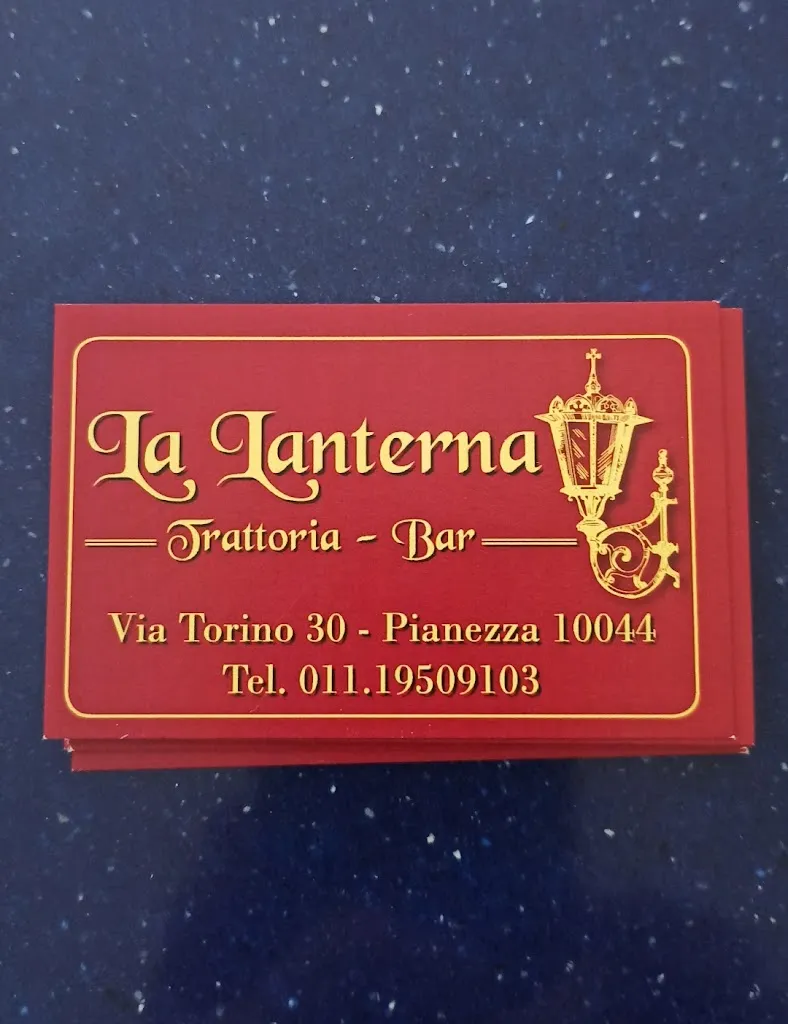 La Lanterna
Trattoria - Bar
Via Torino 30 - Pianezza 10044
Tel. 011.19509103